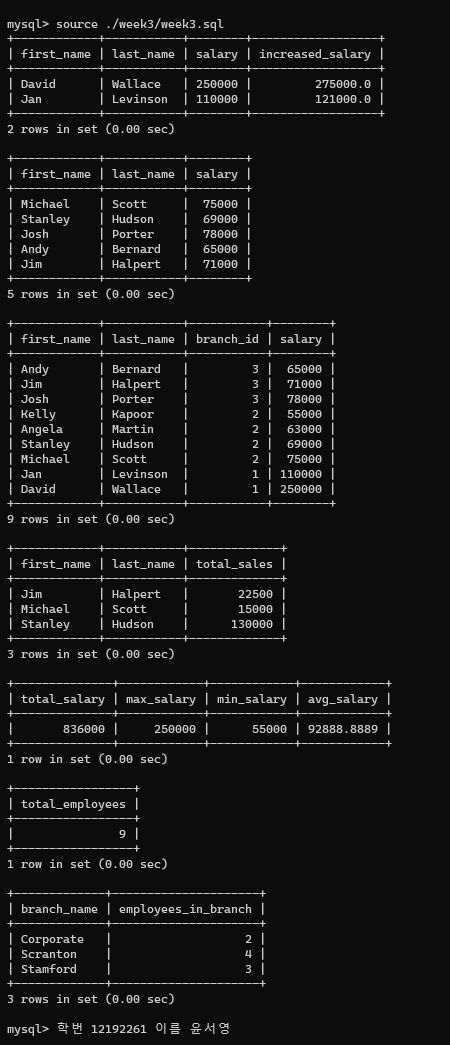 mysql> source ./week3/week3.sql
+------------+-----------+--------+------------------+
| first_name | last_name | salary | increased_salary |
+------------+-----------+--------+------------------+
| David      | Wallace   | 250000 |         275000.0 |
| Jan        | Levinson  | 110000 |         121000.0 |
+------------+-----------+--------+------------------+
2 rows in set (0.00 sec)

+------------+-----------+--------+
| first_name | last_name | salary |
+------------+-----------+--------+
| Michael    | Scott     |  75000 |
| Stanley    | Hudson    |  69000 |
| Josh       | Porter    |  78000 |
| Andy       | Bernard   |  65000 |
| Jim        | Halpert   |  71000 |
+------------+-----------+--------+
5 rows in set (0.00 sec)

+------------+-----------+-----------+--------+
| first_name | last_name | branch_id | salary |
+------------+-----------+-----------+--------+
| Andy       | Bernard   |         3 |  65000 |
| Jim        | Halpert   |         3 |  71000 |
| Josh       | Porter    |         3 |  78000 |
| Kelly      | Kapoor    |         2 |  55000 |
| Angela     | Martin    |         2 |  63000 |
| Stanley    | Hudson    |         2 |  69000 |
| Michael    | Scott     |         2 |  75000 |
| Jan        | Levinson  |         1 | 110000 |
| David      | Wallace   |         1 | 250000 |
+------------+-----------+-----------+--------+
9 rows in set (0.00 sec)

+------------+-----------+-------------+
| first_name | last_name | total_sales |
+------------+-----------+-------------+
| Jim        | Halpert   |       22500 |
| Michael    | Scott     |       15000 |
| Stanley    | Hudson    |      130000 |
+------------+-----------+-------------+
3 rows in set (0.00 sec)

+--------------+------------+------------+------------+
| total_salary | max_salary | min_salary | avg_salary |
+--------------+------------+------------+------------+
|       836000 |     250000 |      55000 | 92888.8889 |
+--------------+------------+------------+------------+
1 row in set (0.00 sec)

+-----------------+
| total_employees |
+-----------------+
|               9 |
+-----------------+
1 row in set (0.00 sec)

+-------------+---------------------+
| branch_name | employees_in_branch |
+-------------+---------------------+
| Corporate   |                   2 |
| Scranton    |                   4 |
| Stamford    |                   3 |
+-------------+---------------------+
3 rows in set (0.00 sec)

mysql> 학번 12192261 이름 윤서영